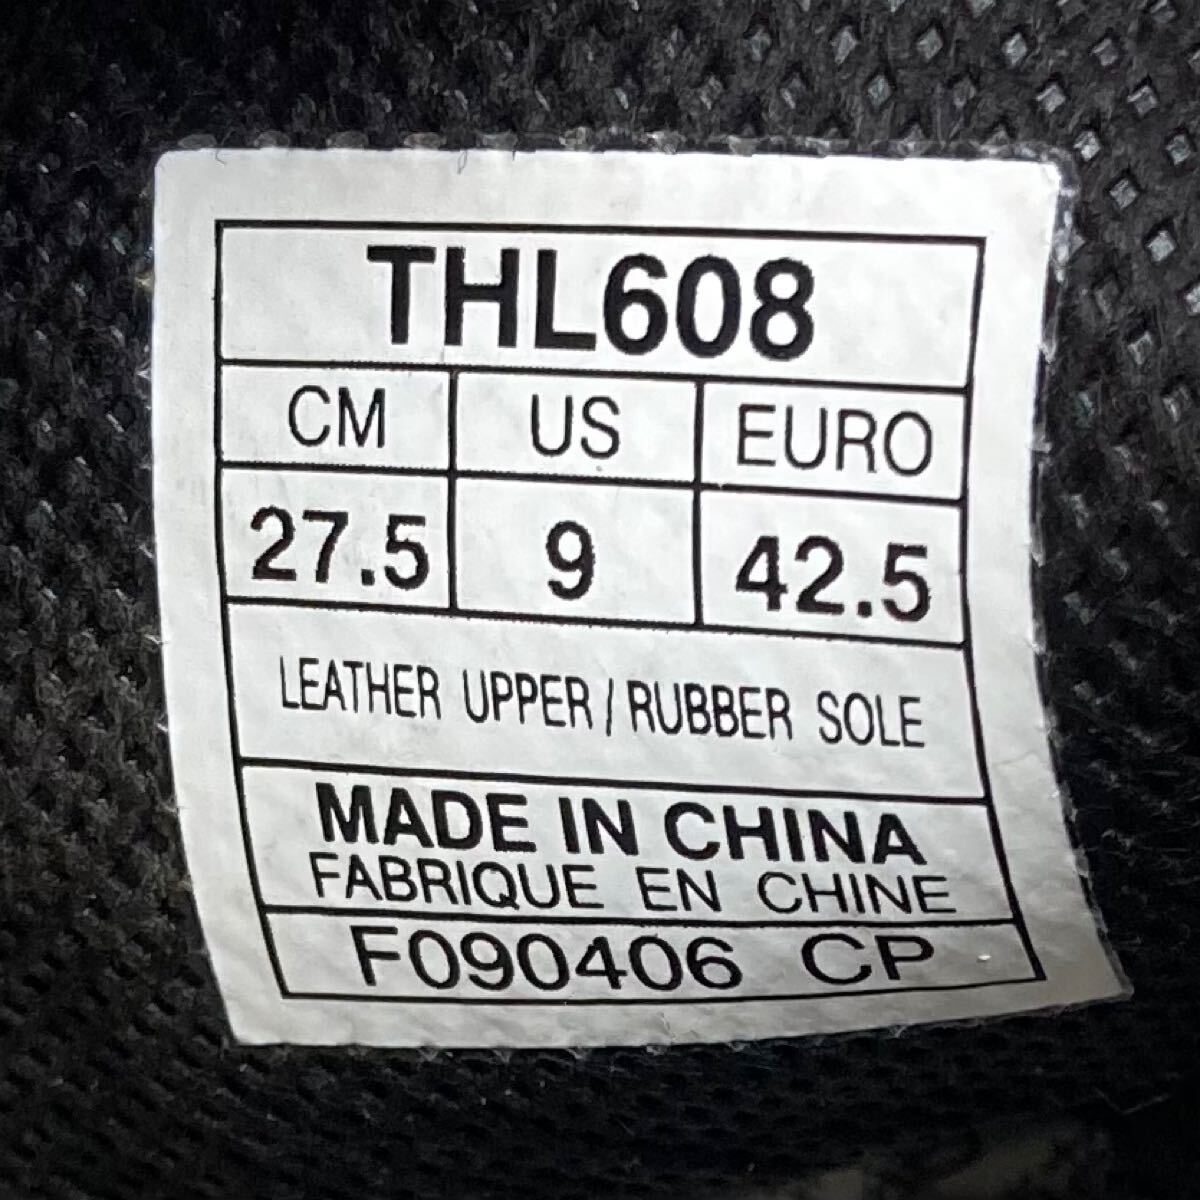 THL608
CM US EURO
27.5 9 42.5
LEATHER UPPER / RUBBER SOLE
MADE IN CHINA
FABRIQUE EN CHINE
F090406 CP